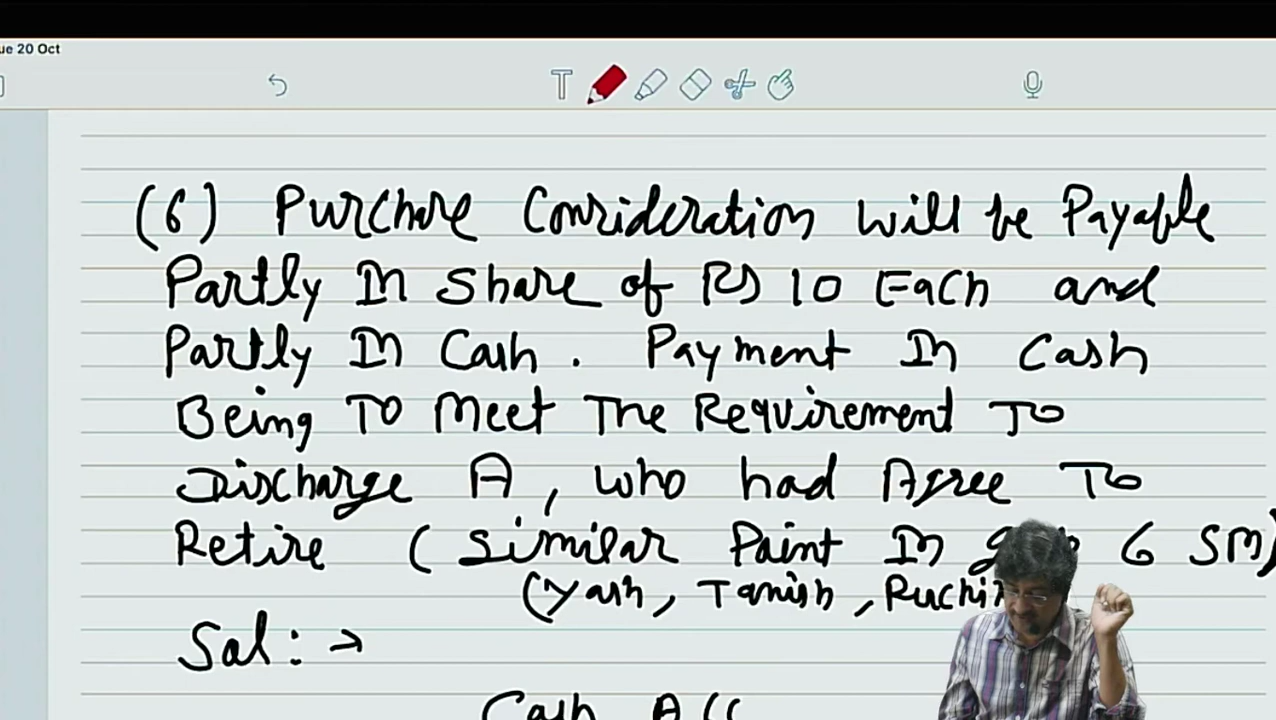 ue 20 Oct
T
(6) Purchase Consideration will be Payable
Partly In Share of RS 10 Each and
Partly In Cash. Payment In Cash
Being To Meet The Requirement To
Discharge A, who had Agree To
Retire (Similar Point In 6 SM)
(Yash, Tanish,
Sol: →
Cash A/c